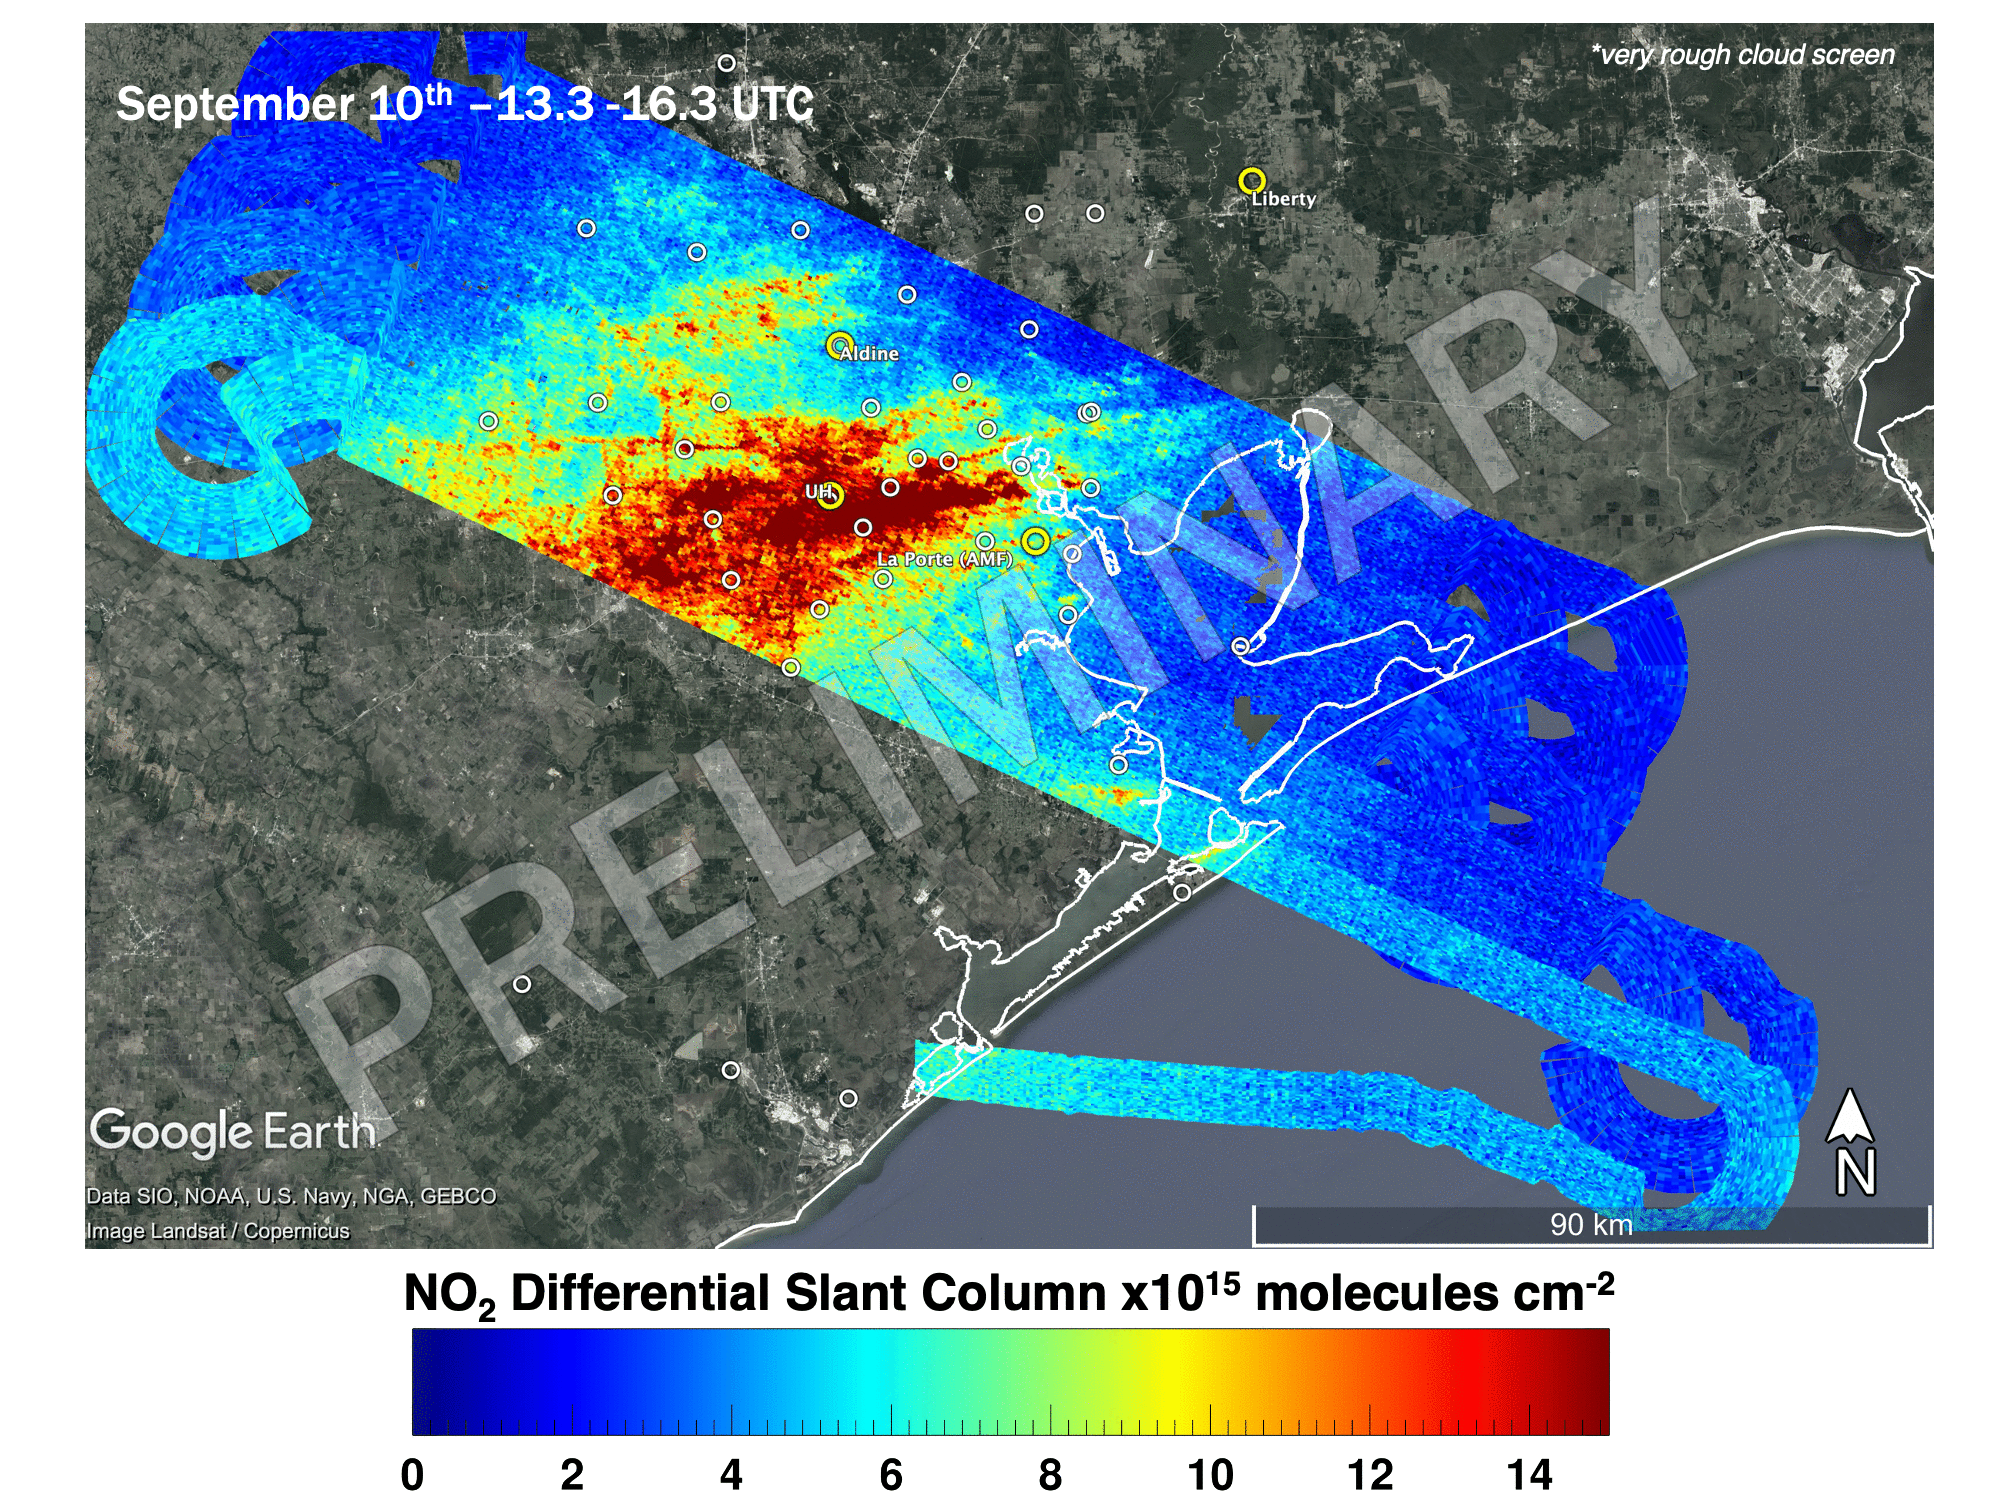 *very rough cloud screen
September 10th –13.3 -16.3 UTC
Liberty
Aldine
UH
La Porte (AMF)
PRELIMINARY
Google Earth
N
Data SIO, NOAA, U.S. Navy, NGA, GEBCO
Image Landsat / Copernicus
90 km
NO2 Differential Slant Column x10^15 molecules cm^-2
0 2 4 6 8 10 12 14